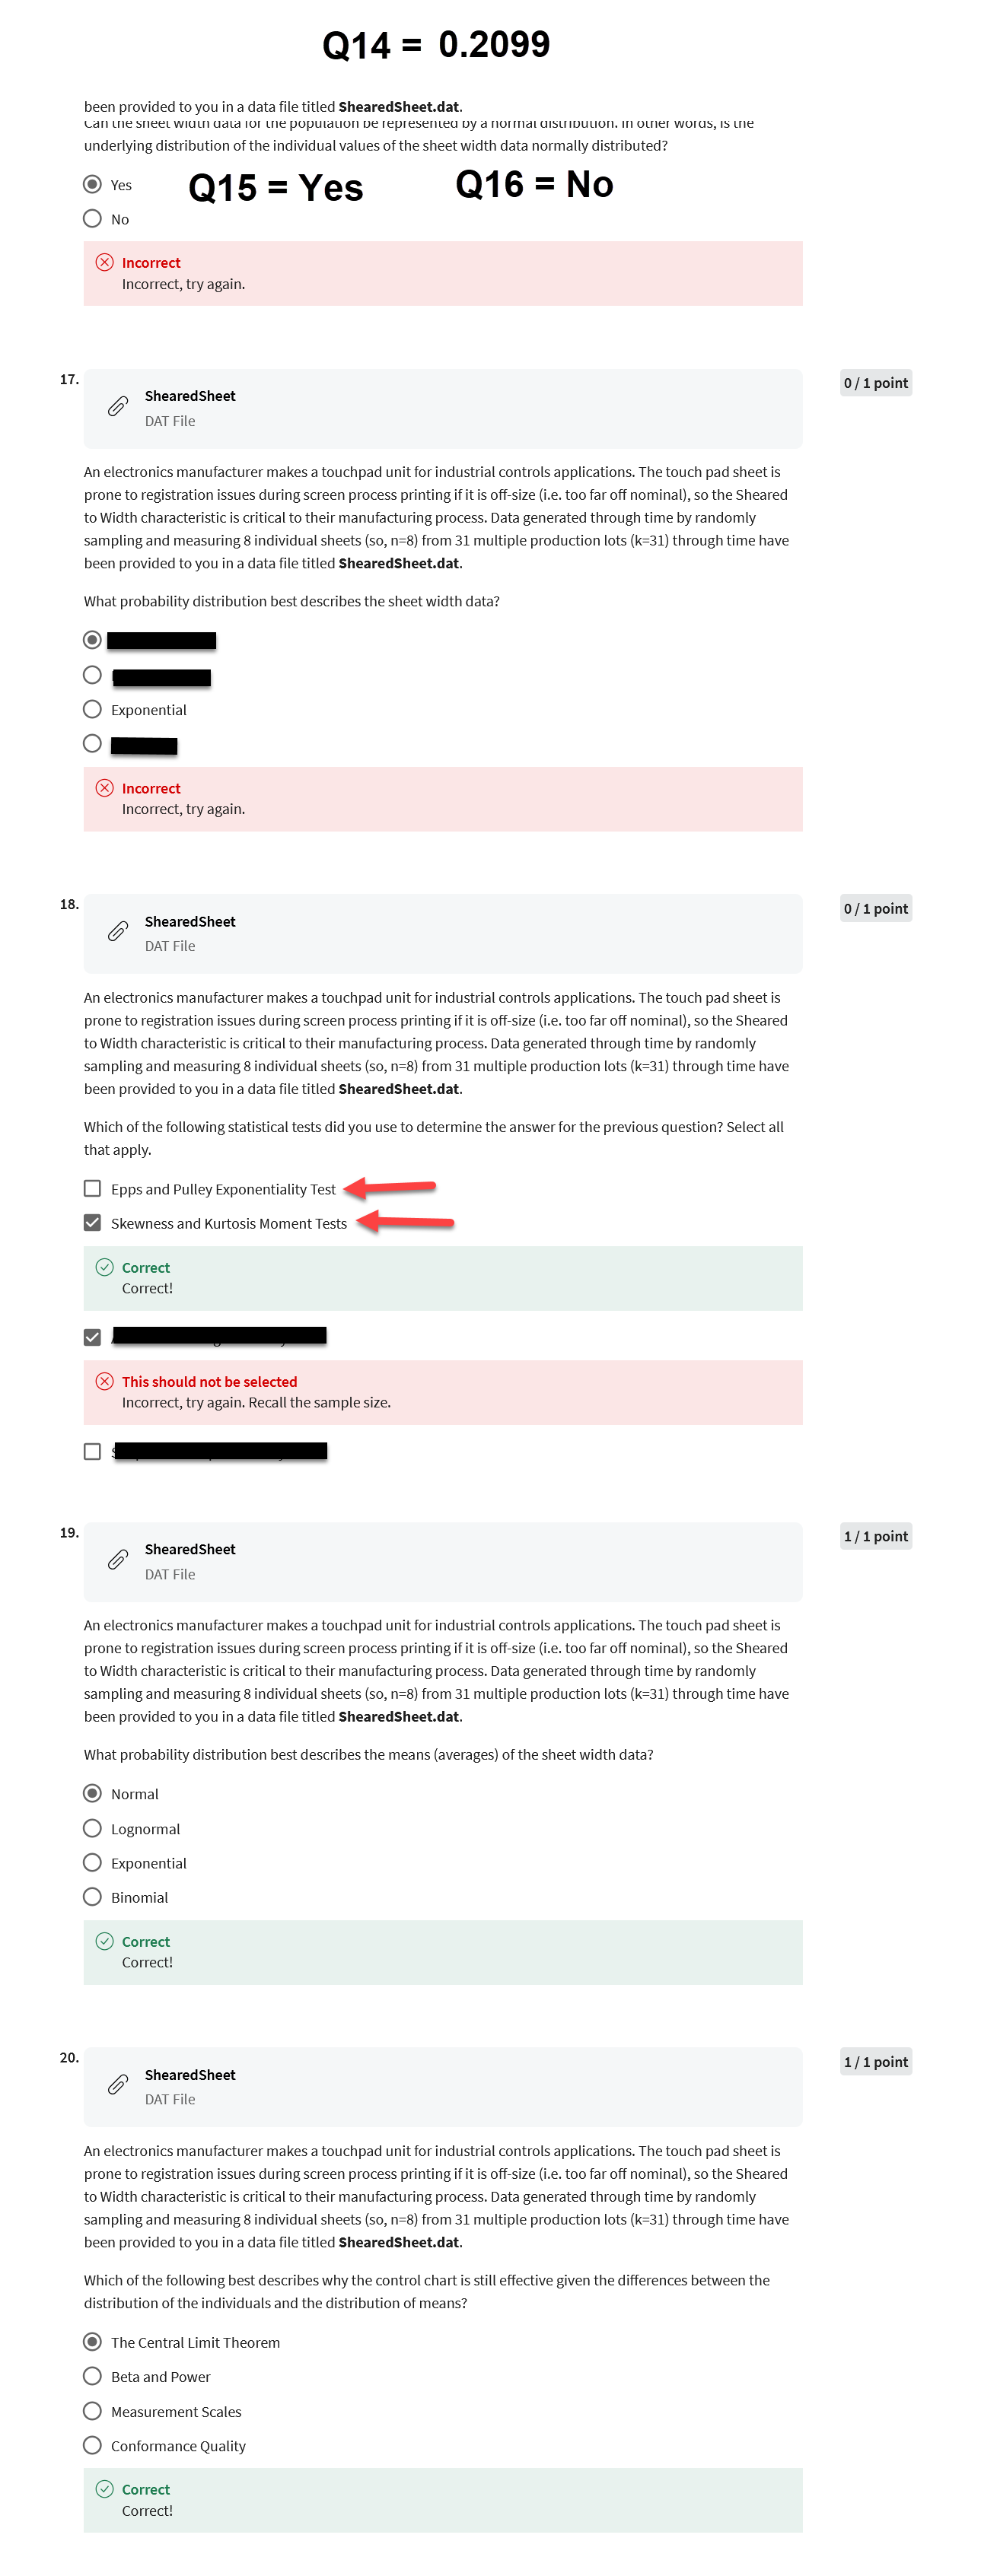 Q14 = 0.2099
been provided to you in a data file titled ShearedSheet.dat.
Can the sheet width data for the population be represented by a normal distribution. In other words, is the
underlying distribution of the individual values of the sheet width data normally distributed?
Yes
Q15 = Yes
Q16 = No
No
Incorrect
Incorrect, try again.
17.
ShearedSheet
0 / 1 point
DAT File
An electronics manufacturer makes a touchpad unit for industrial controls applications. The touch pad sheet is
prone to registration issues during screen process printing if it is off-size (i.e. too far off nominal), so the Sheared
to Width characteristic is critical to their manufacturing process. Data generated through time by randomly
sampling and measuring 8 individual sheets (so, n=8) from 31 multiple production lots (k=31) through time have
been provided to you in a data file titled ShearedSheet.dat.
What probability distribution best describes the sheet width data?
Exponential
Incorrect
Incorrect, try again.
18.
ShearedSheet
0 / 1 point
DAT File
An electronics manufacturer makes a touchpad unit for industrial controls applications. The touch pad sheet is
prone to registration issues during screen process printing if it is off-size (i.e. too far off nominal), so the Sheared
to Width characteristic is critical to their manufacturing process. Data generated through time by randomly
sampling and measuring 8 individual sheets (so, n=8) from 31 multiple production lots (k=31) through time have
been provided to you in a data file titled ShearedSheet.dat.
Which of the following statistical tests did you use to determine the answer for the previous question? Select all
that apply.
Epps and Pulley Exponentiality Test
Skewness and Kurtosis Moment Tests
Correct
Correct!
This should not be selected
Incorrect, try again. Recall the sample size.
19.
ShearedSheet
1 / 1 point
DAT File
An electronics manufacturer makes a touchpad unit for industrial controls applications. The touch pad sheet is
prone to registration issues during screen process printing if it is off-size (i.e. too far off nominal), so the Sheared
to Width characteristic is critical to their manufacturing process. Data generated through time by randomly
sampling and measuring 8 individual sheets (so, n=8) from 31 multiple production lots (k=31) through time have
been provided to you in a data file titled ShearedSheet.dat.
What probability distribution best describes the means (averages) of the sheet width data?
Normal
Lognormal
Exponential
Binomial
Correct
Correct!
20.
ShearedSheet
1 / 1 point
DAT File
An electronics manufacturer makes a touchpad unit for industrial controls applications. The touch pad sheet is
prone to registration issues during screen process printing if it is off-size (i.e. too far off nominal), so the Sheared
to Width characteristic is critical to their manufacturing process. Data generated through time by randomly
sampling and measuring 8 individual sheets (so, n=8) from 31 multiple production lots (k=31) through time have
been provided to you in a data file titled ShearedSheet.dat.
Which of the following best describes why the control chart is still effective given the differences between the
distribution of the individuals and the distribution of means?
The Central Limit Theorem
Beta and Power
Measurement Scales
Conformance Quality
Correct
Correct!